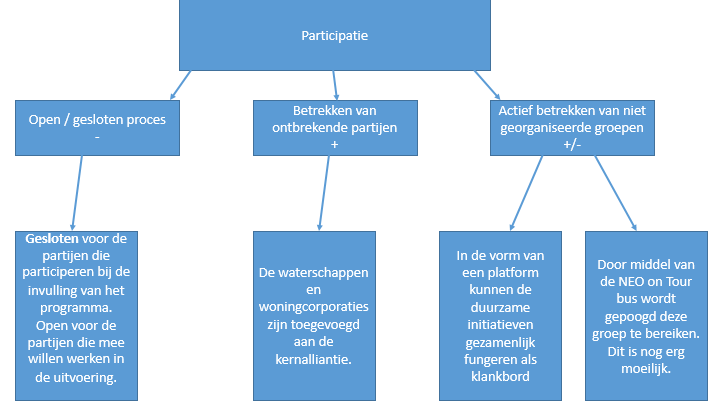 Participatie
Open / gesloten proces
-
Betrekken van
ontbrekende partijen
+
Actief betrekken van niet
georganiseerde groepen
+/-
Gesloten voor de
partijen die
participeren bij de
invulling van het
programma.
Open voor de
partijen die mee
willen werken in
de uitvoering.
De waterschappen
en
woningcorporaties
zijn toegevoegd
aan de
kernalliantie.
In de vorm van
een platform
kunnen de
duurzame
initiatieven
gezamenlijk
fungeren als
klankbord
Door middel van
de NEO on Tour
bus wordt
gepoogd deze
groep te bereiken.
Dit is nog erg
moeilijk.